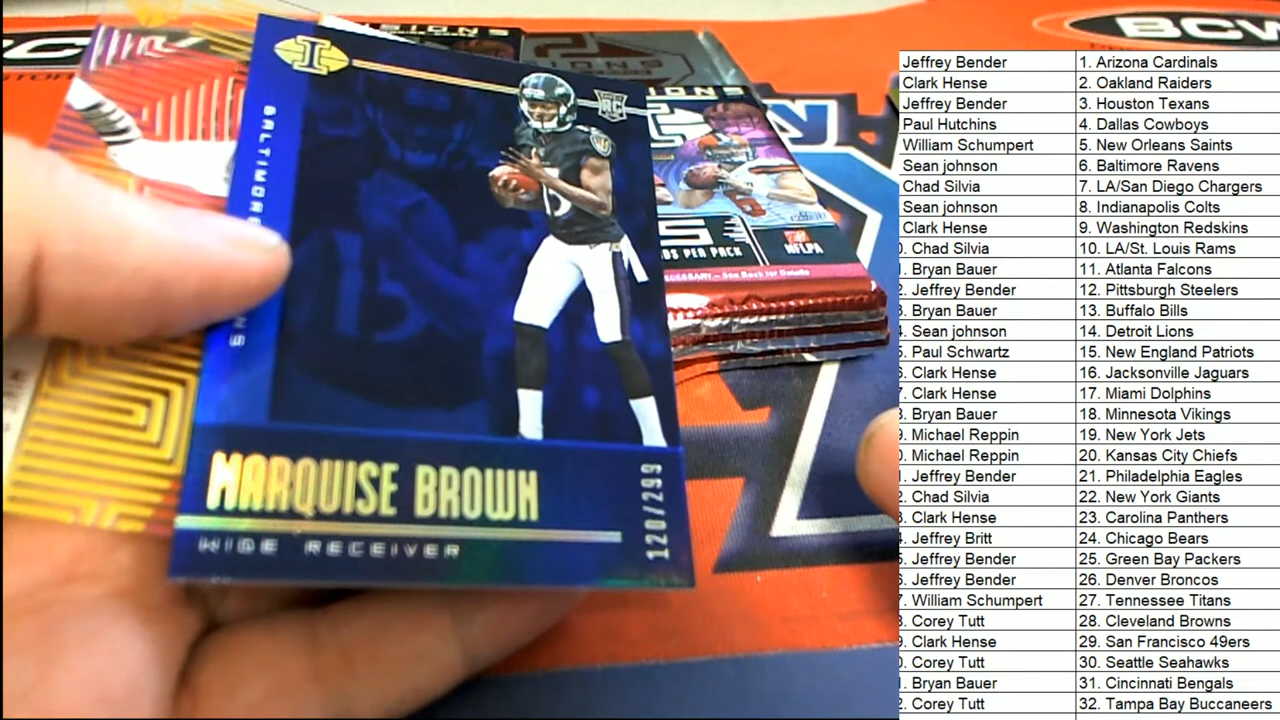 BALTIMORE
NS
RC
MARQUISE BROWN
WIDE RECEIVER
120/299
PER PACK
NFLPA
See Back for Details
BCW
Jeffrey Bender 1. Arizona Cardinals
Clark Hense 2. Oakland Raiders
Jeffrey Bender 3. Houston Texans
Paul Hutchins 4. Dallas Cowboys
William Schumpert 5. New Orleans Saints
Sean johnson 6. Baltimore Ravens
Chad Silvia 7. LA/San Diego Chargers
Sean johnson 8. Indianapolis Colts
Clark Hense 9. Washington Redskins
Chad Silvia 10. LA/St. Louis Rams
Bryan Bauer 11. Atlanta Falcons
Jeffrey Bender 12. Pittsburgh Steelers
Bryan Bauer 13. Buffalo Bills
Sean johnson 14. Detroit Lions
Paul Schwartz 15. New England Patriots
Clark Hense 16. Jacksonville Jaguars
Clark Hense 17. Miami Dolphins
Bryan Bauer 18. Minnesota Vikings
Michael Reppin 19. New York Jets
Michael Reppin 20. Kansas City Chiefs
Jeffrey Bender 21. Philadelphia Eagles
Chad Silvia 22. New York Giants
Clark Hense 23. Carolina Panthers
Jeffrey Britt 24. Chicago Bears
Jeffrey Bender 25. Green Bay Packers
Jeffrey Bender 26. Denver Broncos
William Schumpert 27. Tennessee Titans
Corey Tutt 28. Cleveland Browns
Clark Hense 29. San Francisco 49ers
Corey Tutt 30. Seattle Seahawks
Bryan Bauer 31. Cincinnati Bengals
Corey Tutt 32. Tampa Bay Buccaneers